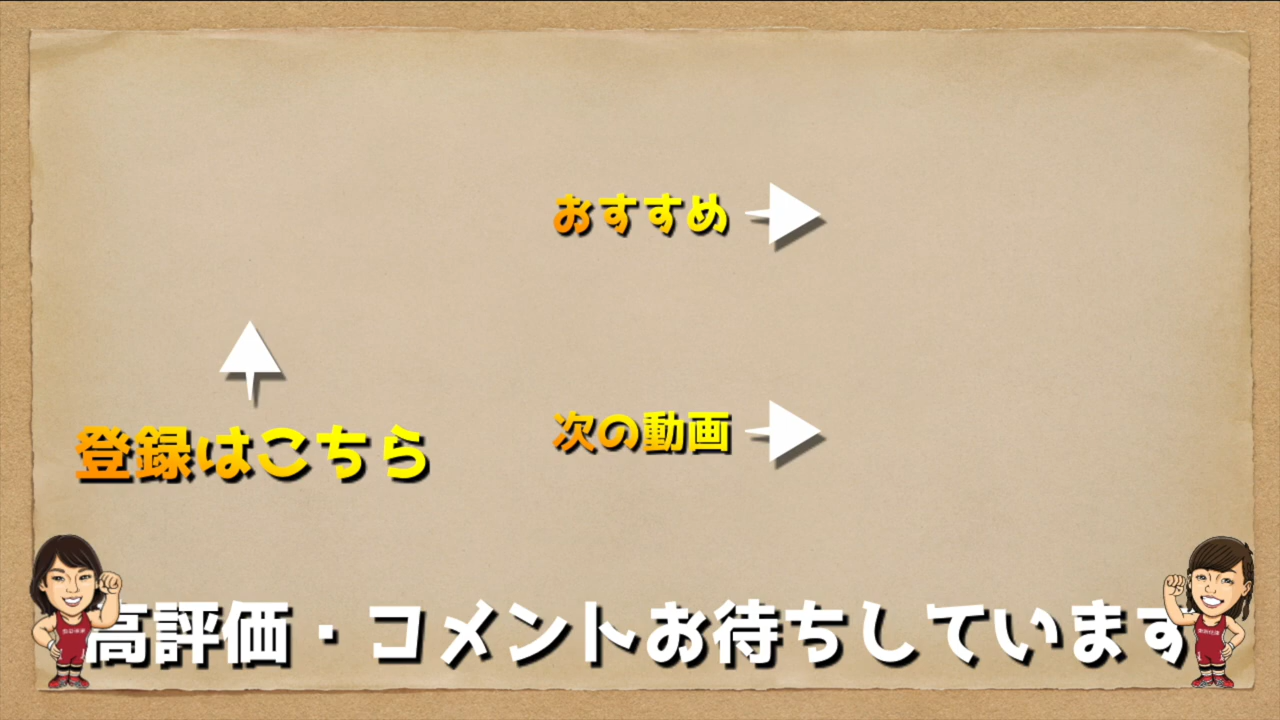 おすすめ
登録はこちら
次の動画
高評価・コメントお待ちしています